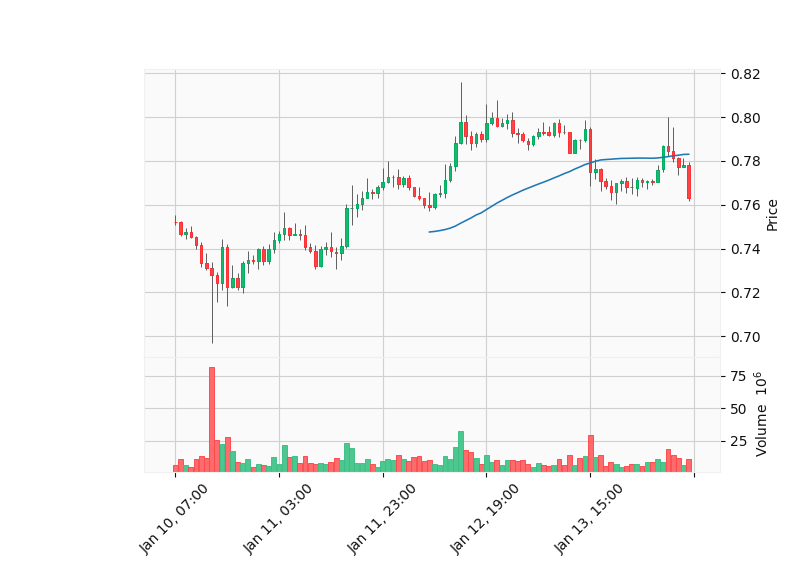 0.82
0.80
0.78
0.76
0.74
0.72
0.70
Price
75
50
25
Volume 10^6
Jan 10, 07:00
Jan 11, 03:00
Jan 11, 23:00
Jan 12, 19:00
Jan 13, 15:00